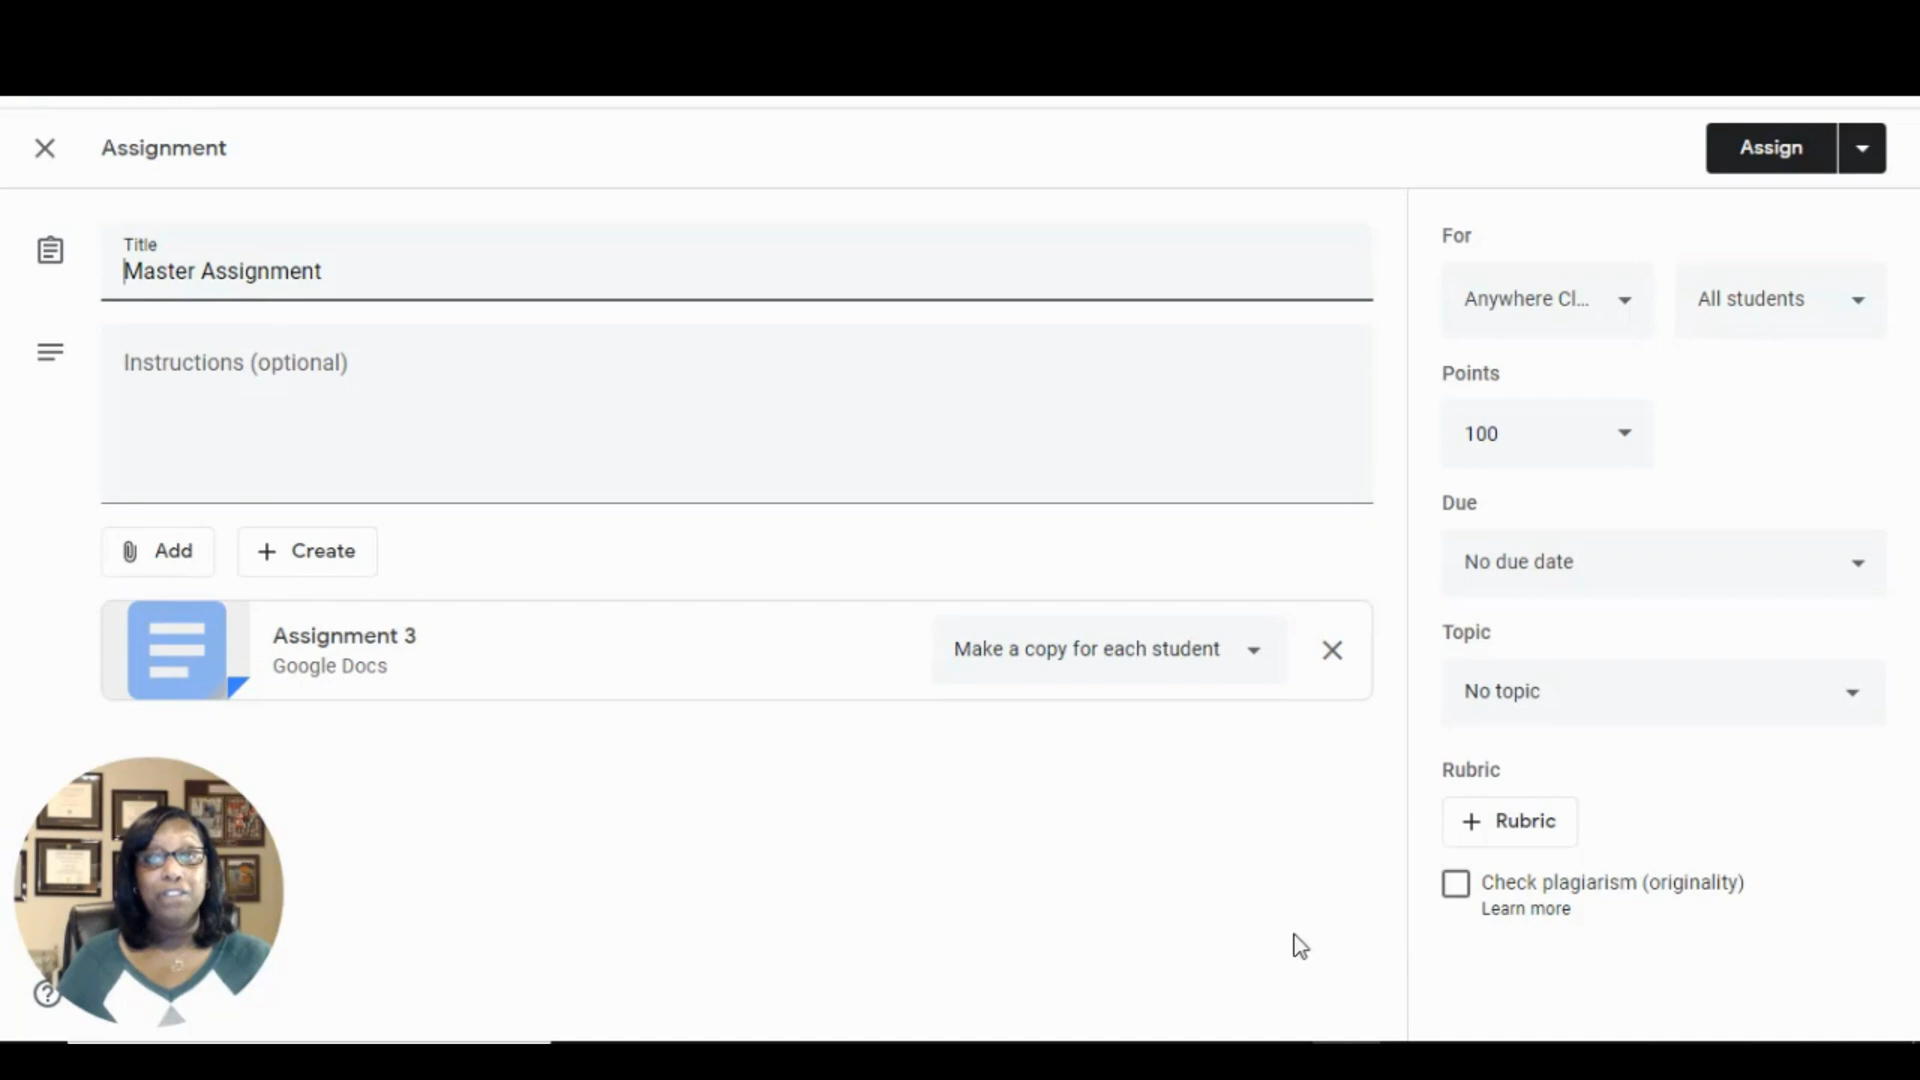 Assignment
Assign
Title
Master Assignment
Instructions (optional)
Add
Create
Assignment 3
Google Docs
Make a copy for each student
For
Anywhere Cl...
All students
Points
100
Due
No due date
Topic
No topic
Rubric
Rubric
Check plagiarism (originality)
Learn more